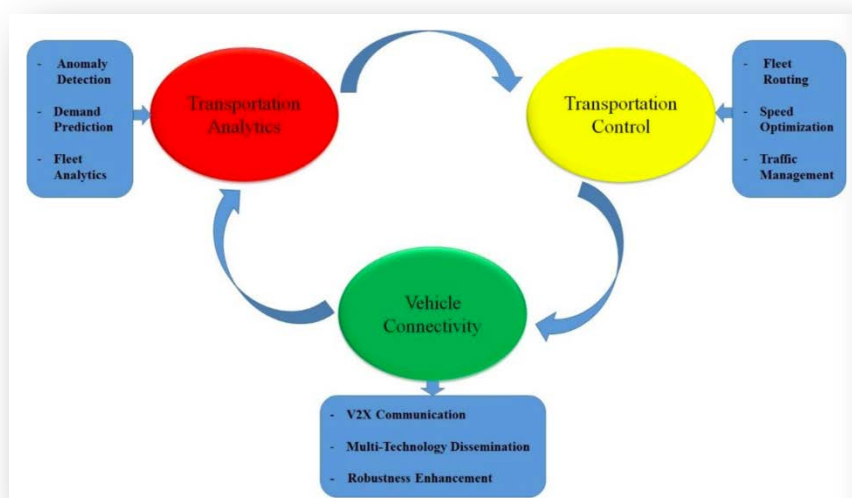 - Anomaly
Detection
- Demand
Prediction
- Fleet
Analytics
Transportation
Analytics
Transportation
Control
- Fleet
Routing
- Speed
Optimization
- Traffic
Management
Vehicle
Connectivity
- V2X Communication
- Multi-Technology Dissemination
- Robustness Enhancement